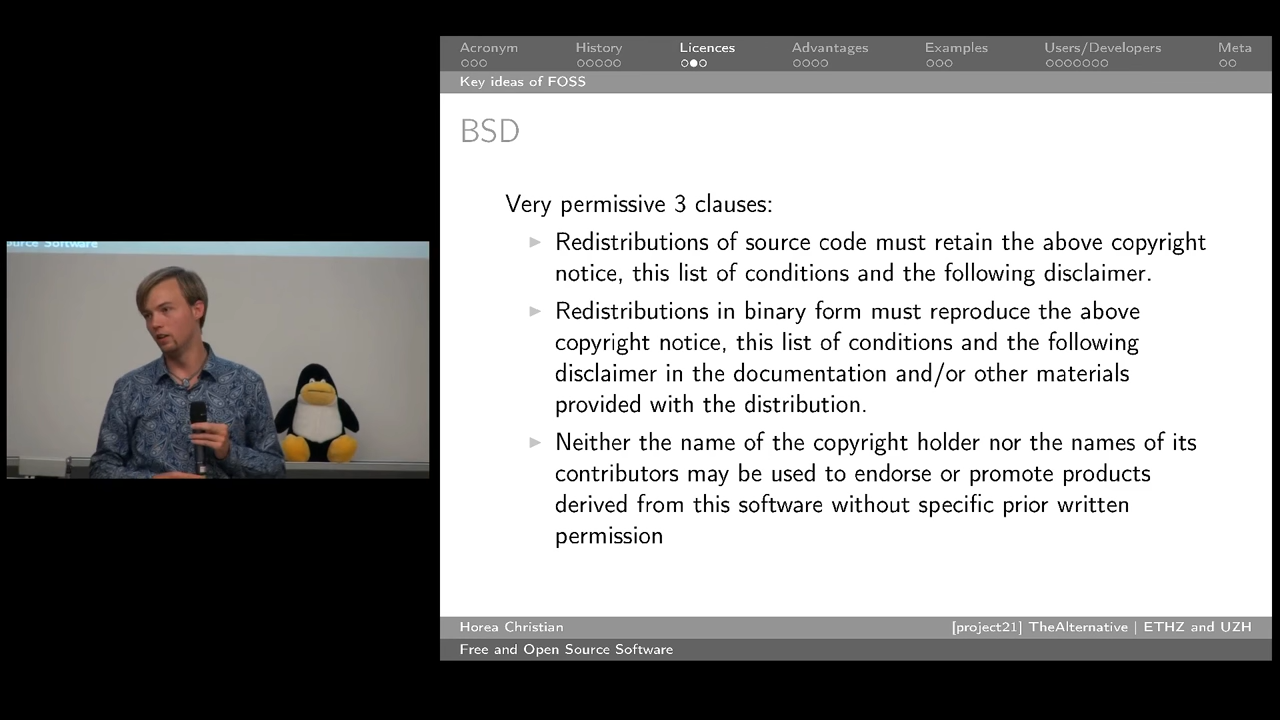 Acronym History Licences Advantages Examples Users/Developers Meta
Key ideas of FOSS
BSD
Very permissive 3 clauses:
Redistributions of source code must retain the above copyright
notice, this list of conditions and the following disclaimer.
Redistributions in binary form must reproduce the above
copyright notice, this list of conditions and the following
disclaimer in the documentation and/or other materials
provided with the distribution.
Neither the name of the copyright holder nor the names of its
contributors may be used to endorse or promote products
derived from this software without specific prior written
permission
Horea Christian [project21] TheAlternative | ETHZ and UZH
Free and Open Source Software
Source Software